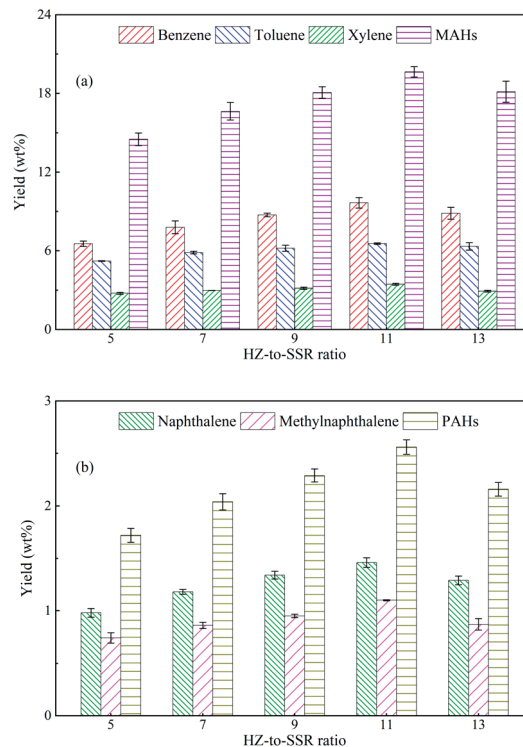 24
Benzene Toluene Xylene MAHs
(a)
18
Yield (wt%)
12
6
0
5 7 9 11 13
HZ-to-SSR ratio
3
Naphthalene Methylnaphthalene PAHs
(b)
2
Yield (wt%)
1
0
5 7 9 11 13
HZ-to-SSR ratio